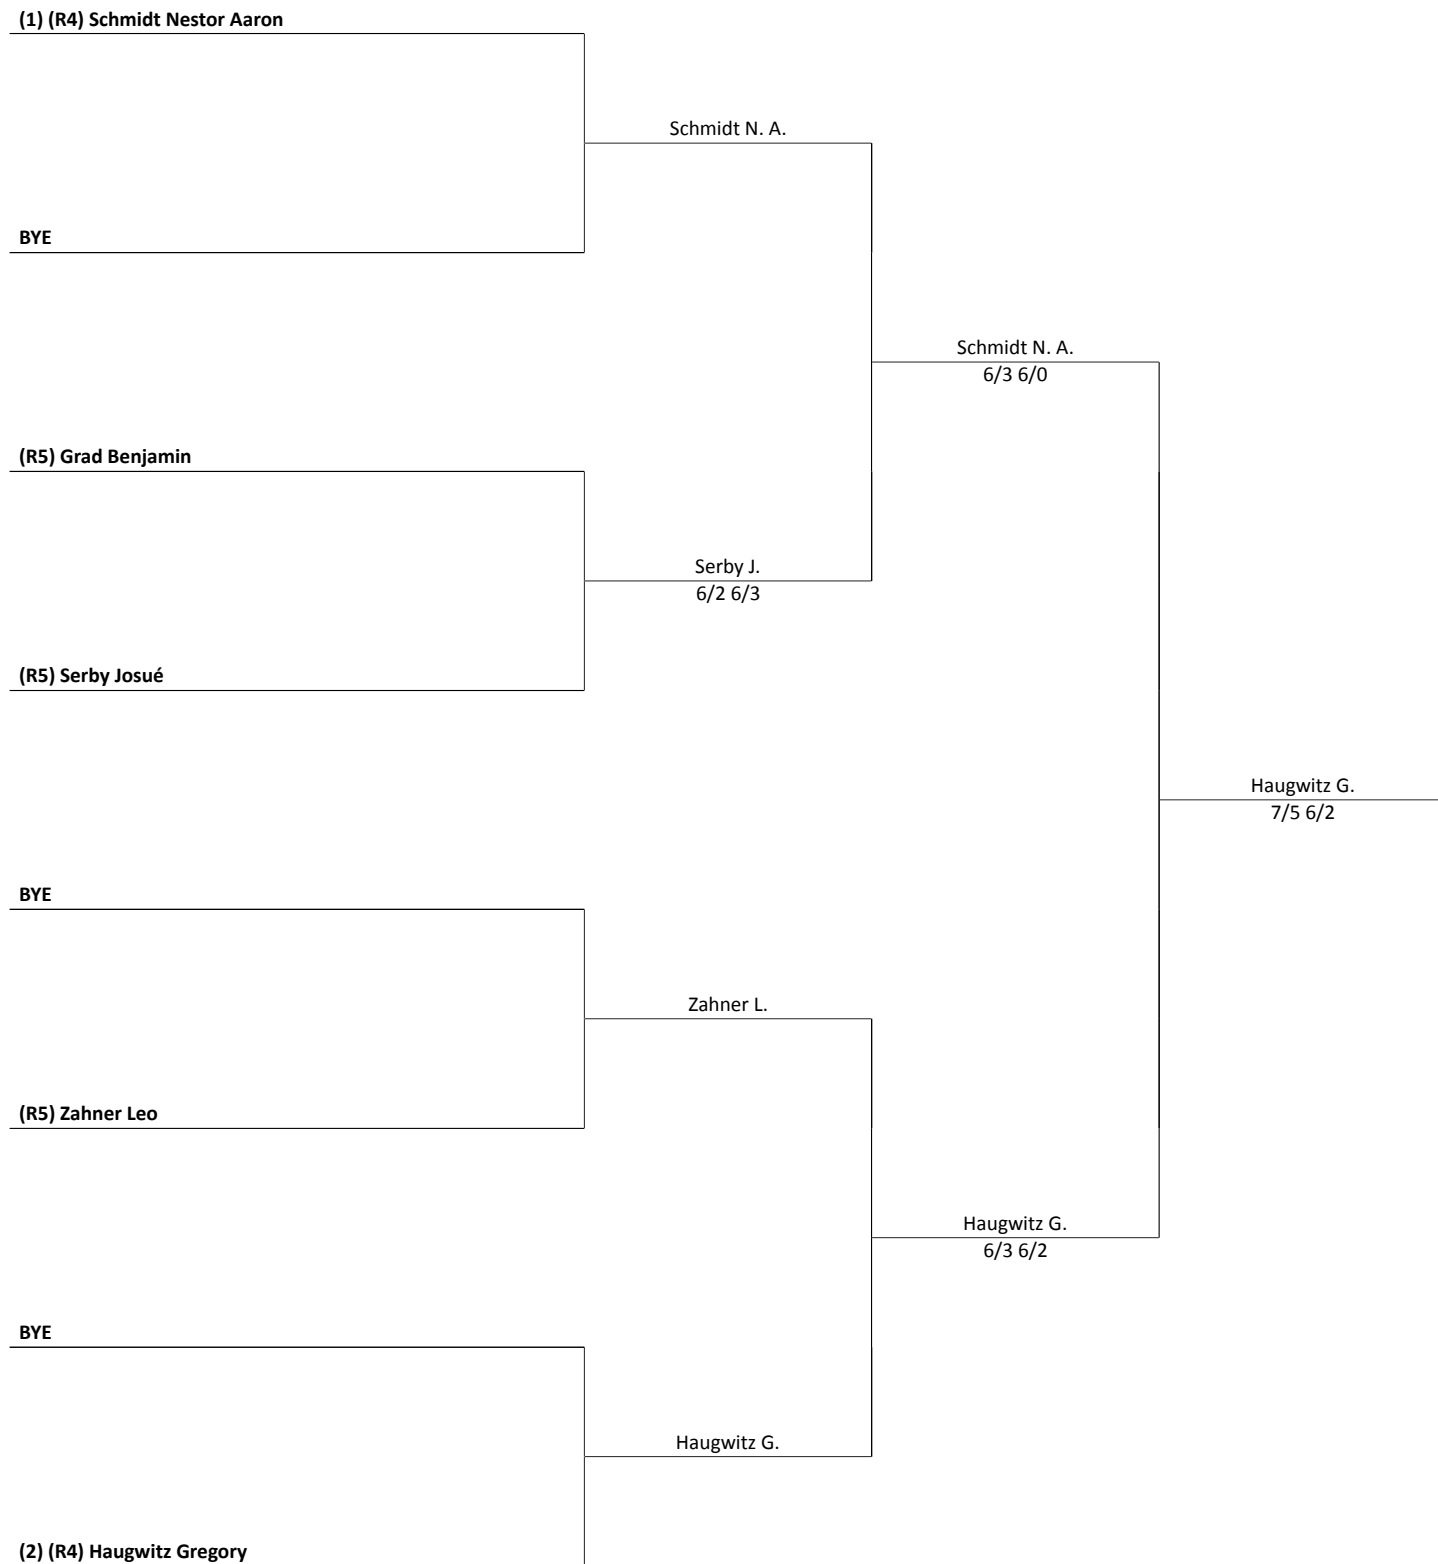 (1) (R4) Schmidt Nestor Aaron
Schmidt N. A.
BYE
Schmidt N. A.
6/3 6/0
(R5) Grad Benjamin
Serby J.
6/2 6/3
(R5) Serby Josué
Haugwitz G.
7/5 6/2
BYE
Zahner L.
(R5) Zahner Leo
Haugwitz G.
6/3 6/2
BYE
Haugwitz G.
(2) (R4) Haugwitz Gregory